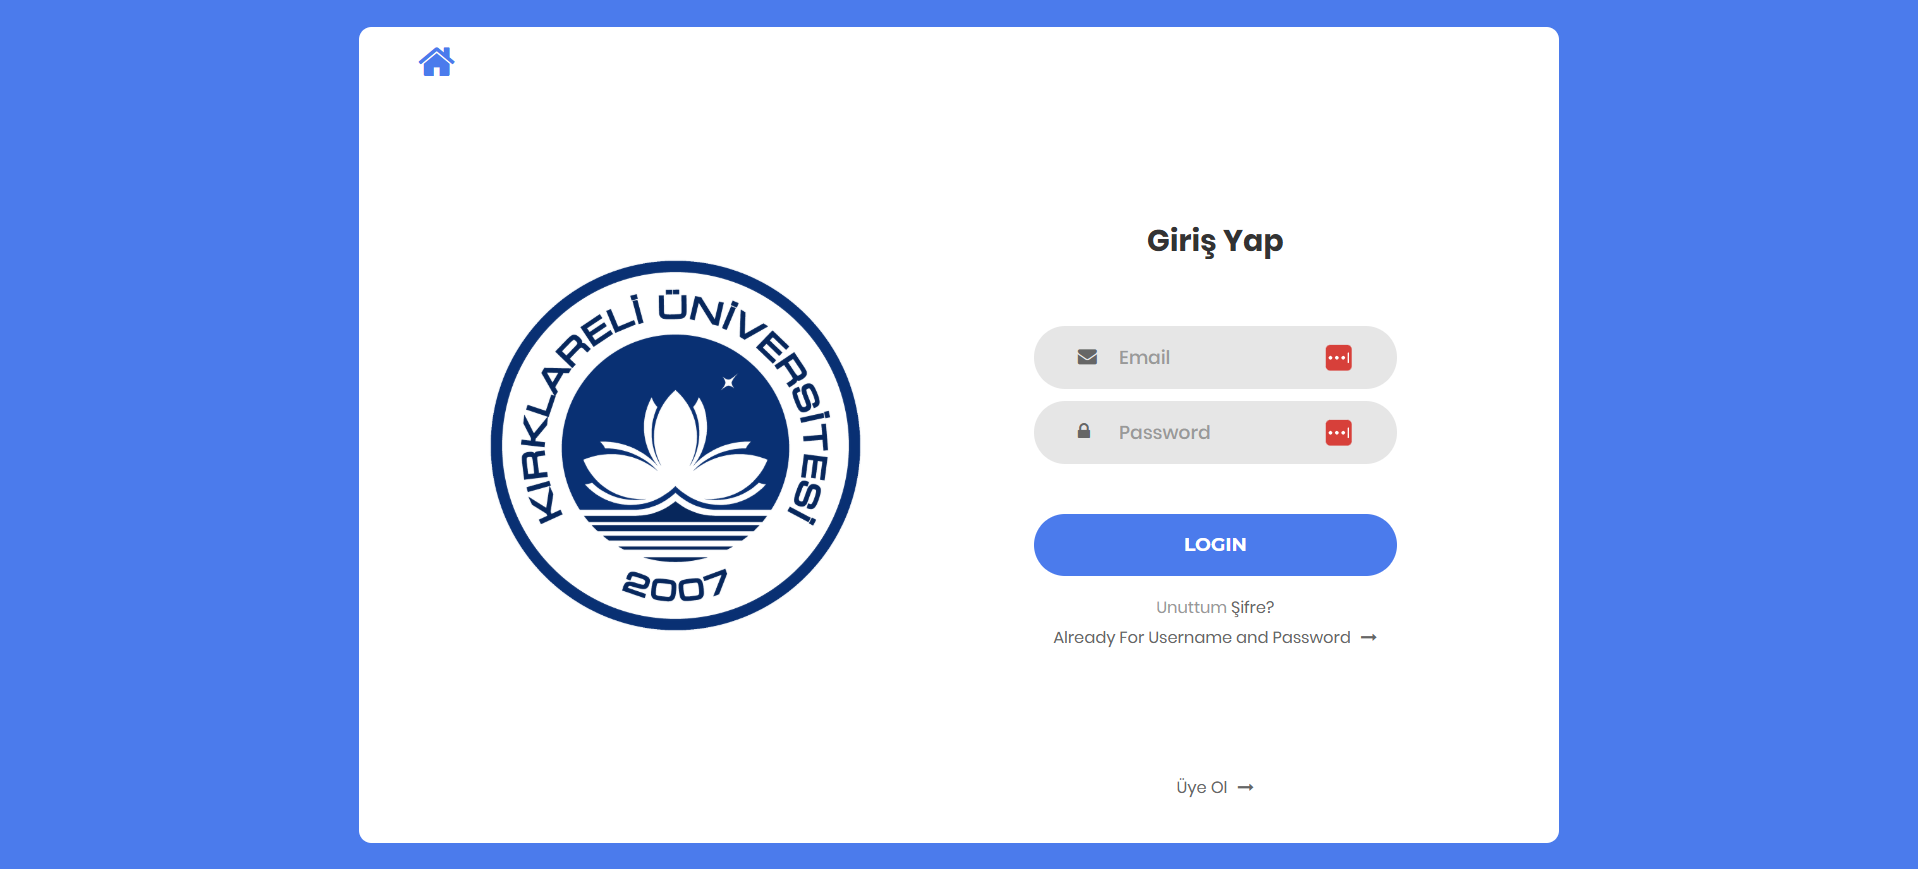 KIRKLARELİ ÜNİVERSİTESİ
2007
Giriş Yap
Email
Password
LOGIN
Unuttum Şifre?
Already For Username and Password
Üye Ol